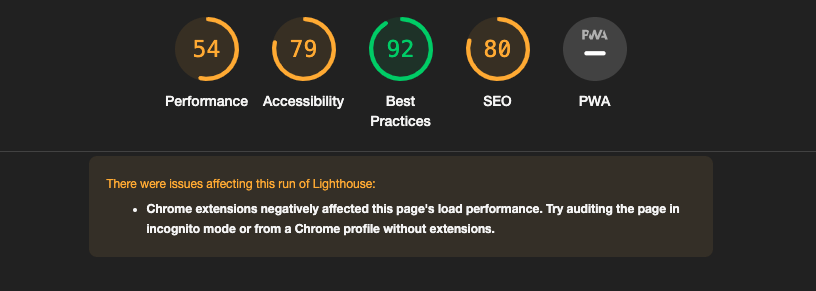 54 79 92 80 PWA
Performance Accessibility Best SEO PWA
Practices
There were issues affecting this run of Lighthouse:
• Chrome extensions negatively affected this page's load performance. Try auditing the page in
incognito mode or from a Chrome profile without extensions.